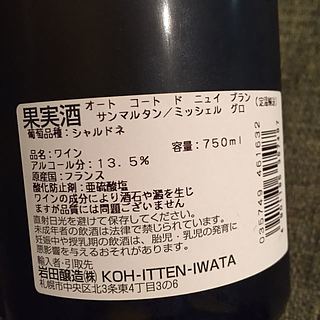 果実酒
オート コート ド ニュイ ブラン
サンマルタン/ミッシェル グロ
葡萄品種:シャルドネ
容量:750ml
品名:ワイン
アルコール分:13.5%
原産国:フランス
酸化防止剤:亜硫酸塩
ワインの成分により酒石や澱を生じ
ますが品質には問題ございません
直射日光を避けて保存してください。
未成年者の飲酒は法律で禁じられています。
妊娠中や授乳期の飲酒は、胎児・乳児の発育に
悪影響を与えるおそれがあります。
輸入者・引取先
岩田醸造㈱ KOH-ITTEN-IWATA
札幌市中央区北3条東4丁目3の6